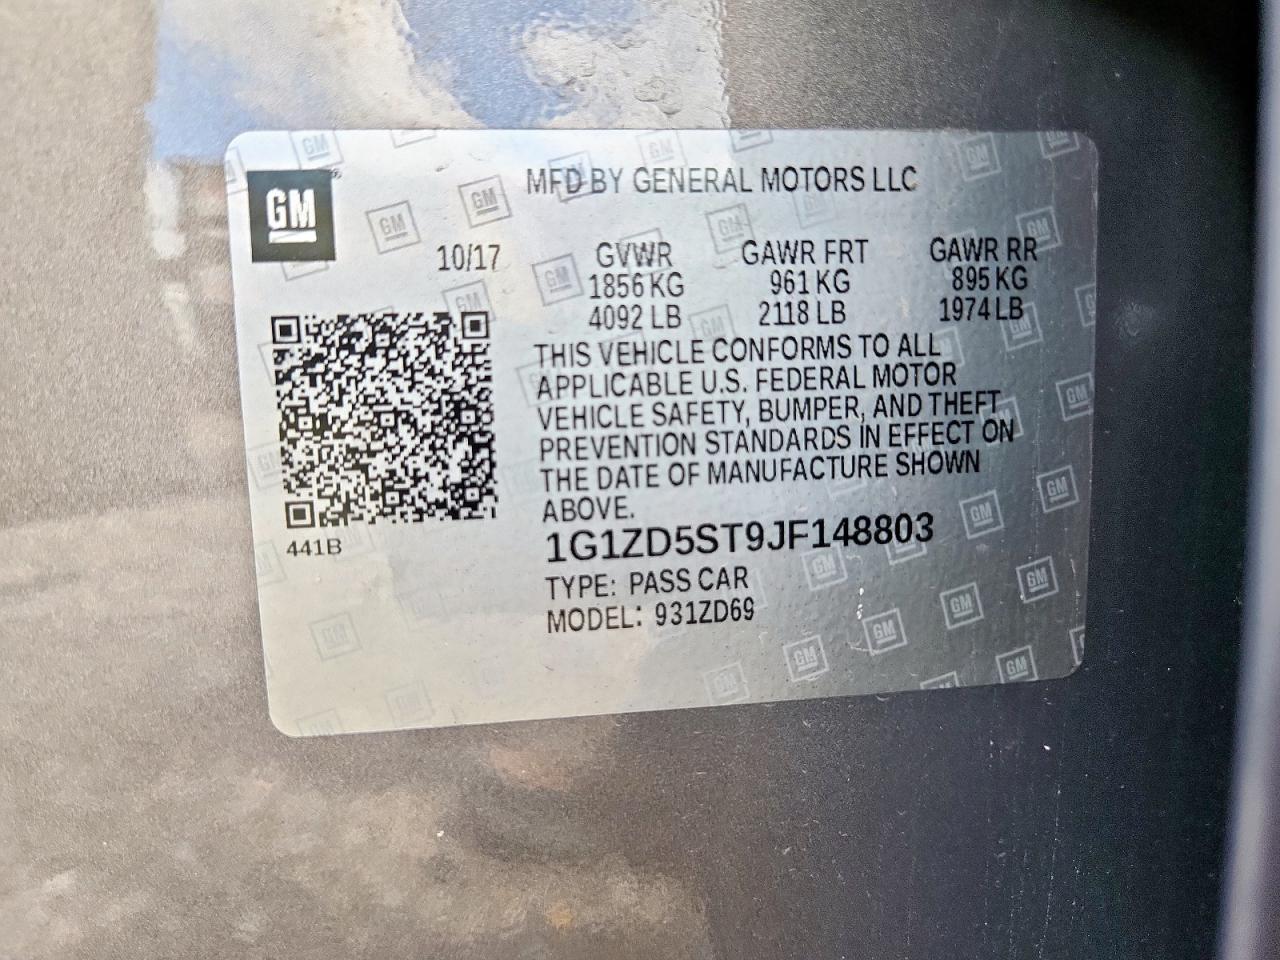 GM
MFD BY GENERAL MOTORS LLC
10/17 GVWR GAWR FRT GAWR RR
1856 KG 961 KG 895 KG
4092 LB 2118 LB 1974 LB
THIS VEHICLE CONFORMS TO ALL
APPLICABLE U.S. FEDERAL MOTOR
VEHICLE SAFETY, BUMPER, AND THEFT
PREVENTION STANDARDS IN EFFECT ON
THE DATE OF MANUFACTURE SHOWN
ABOVE.
441B
1G1ZD5ST9JF148803
TYPE: PASS CAR
MODEL: 931ZD69